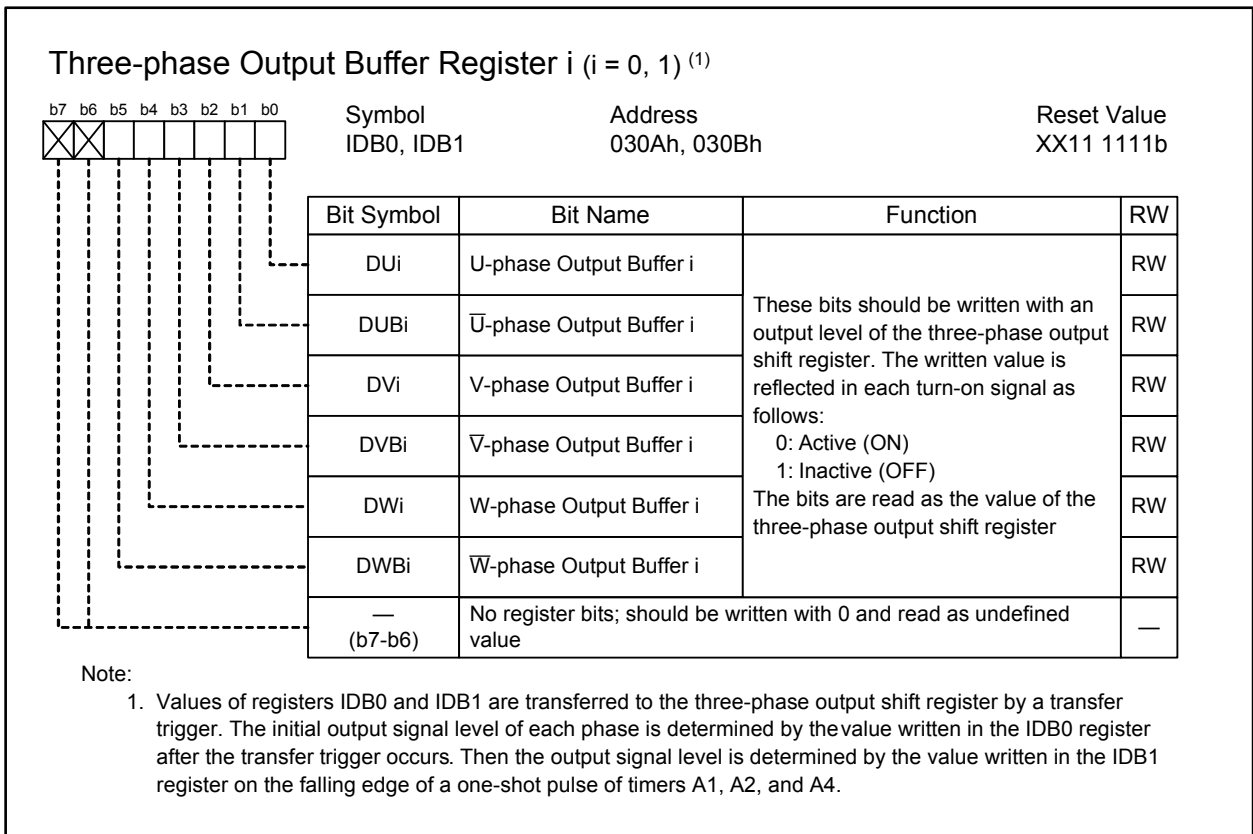 Three-phase Output Buffer Register i (i = 0, 1) (1)
b7 b6 b5 b4 b3 b2 b1 b0
Symbol Address Reset Value
IDB0, IDB1 030Ah, 030Bh XX11 1111b
Bit Symbol Bit Name Function RW
DUi U-phase Output Buffer i RW
DUBi U̅-phase Output Buffer i RW
DVi V-phase Output Buffer i RW
DVBi V̅-phase Output Buffer i RW
DWi W-phase Output Buffer i RW
DWBi W̅-phase Output Buffer i RW
These bits should be written with an
output level of the three-phase output
shift register. The written value is
reflected in each turn-on signal as
follows:
0: Active (ON)
1: Inactive (OFF)
The bits are read as the value of the
three-phase output shift register
— No register bits; should be written with 0 and read as undefined —
(b7-b6) value
Note:
1. Values of registers IDB0 and IDB1 are transferred to the three-phase output shift register by a transfer
trigger. The initial output signal level of each phase is determined by thevalue written in the IDB0 register
after the transfer trigger occurs. Then the output signal level is determined by the value written in the IDB1
register on the falling edge of a one-shot pulse of timers A1, A2, and A4.